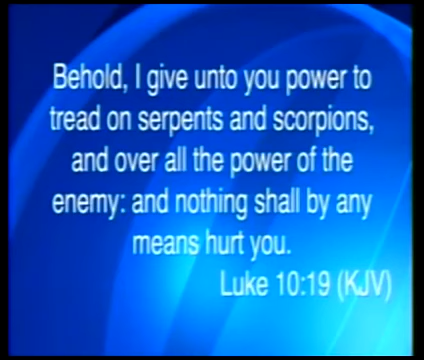 Behold, I give unto you power to
tread on serpents and scorpions,
and over all the power of the
enemy: and nothing shall by any
means hurt you.
Luke 10:19 (KJV)